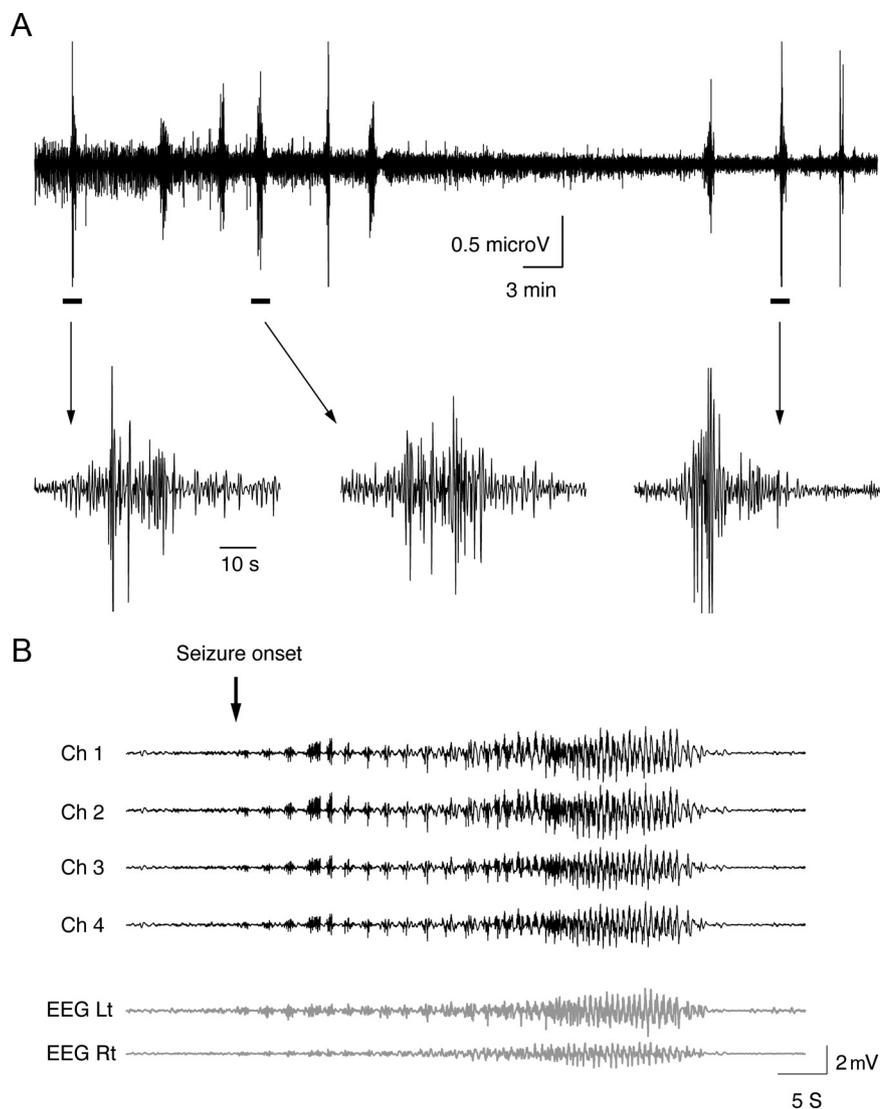 A
0.5 microV
3 min
10 s
B
Seizure onset
Ch 1
Ch 2
Ch 3
Ch 4
EEG Lt
EEG Rt
2 mV
5 S